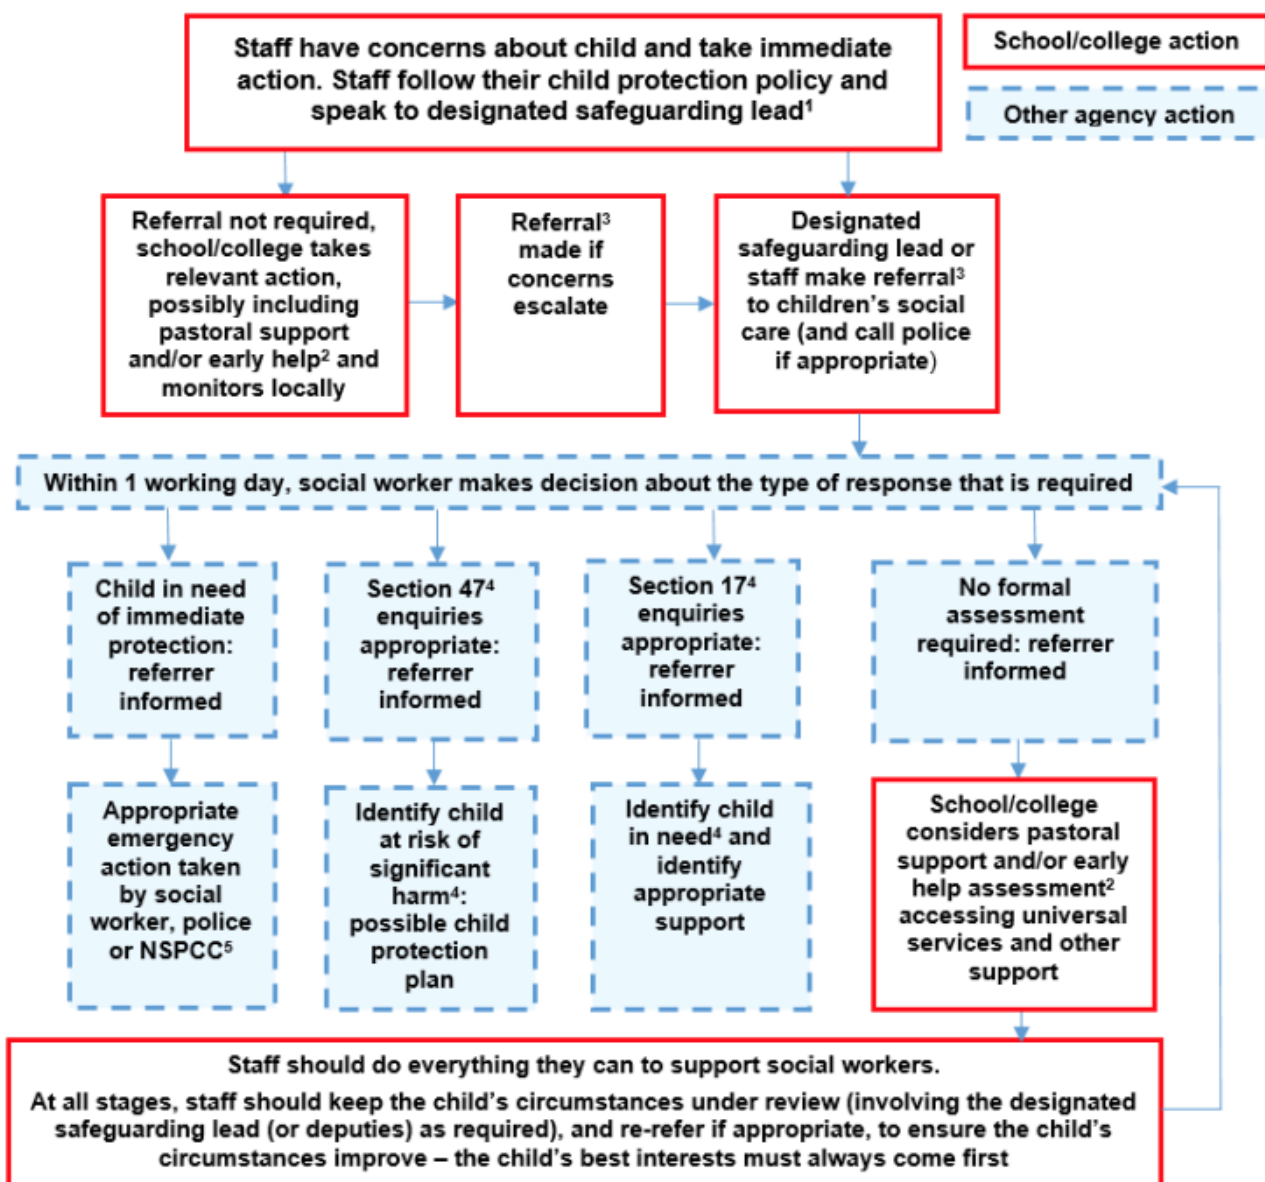 Staff have concerns about child and take immediate
action. Staff follow their child protection policy and
speak to designated safeguarding lead¹
School/college action
Other agency action
Referral not required,
school/college takes
relevant action,
possibly including
pastoral support
and/or early help² and
monitors locally
Referral³
made if
concerns
escalate
Designated
safeguarding lead or
staff make referral³
to children’s social
care (and call police
if appropriate)
Within 1 working day, social worker makes decision about the type of response that is required
Child in need
of immediate
protection:
referrer
informed
Section 47⁴
enquiries
appropriate:
referrer
informed
Section 17⁴
enquiries
appropriate:
referrer
informed
No formal
assessment
required: referrer
informed
Appropriate
emergency
action taken
by social
worker, police
or NSPCC⁵
Identify child
at risk of
significant
harm⁴:
possible child
protection
plan
Identify child
in need⁴ and
identify
appropriate
support
School/college
considers pastoral
support and/or early
help assessment²
accessing universal
services and other
support
Staff should do everything they can to support social workers.
At all stages, staff should keep the child’s circumstances under review (involving the designated
safeguarding lead (or deputies) as required), and re-refer if appropriate, to ensure the child’s
circumstances improve – the child’s best interests must always come first